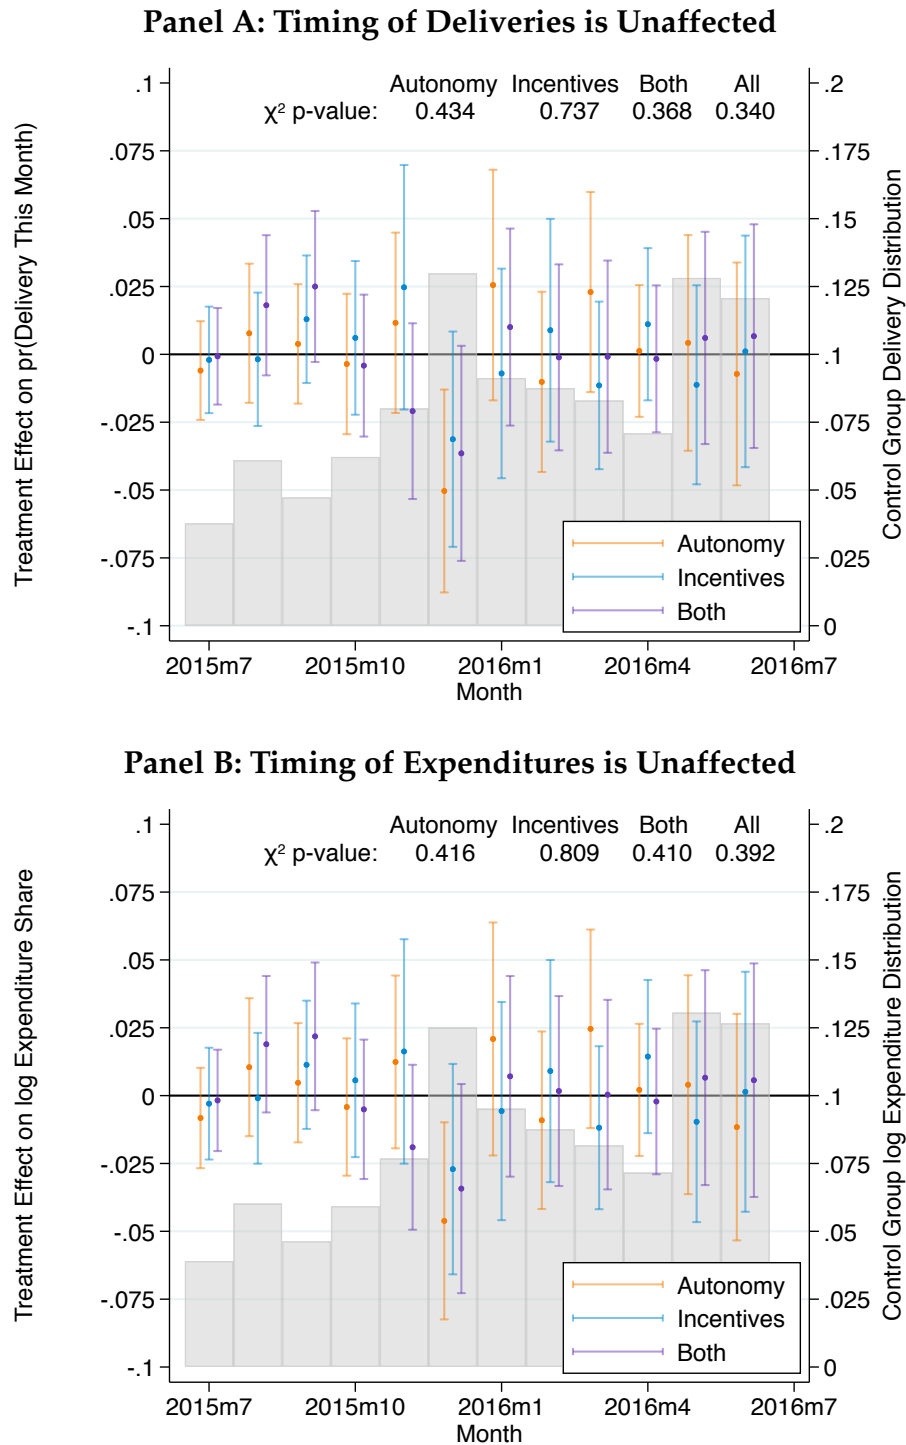 Panel A: Timing of Deliveries is Unaffected
Autonomy Incentives Both All
χ² p-value: 0.434 0.737 0.368 0.340
Treatment Effect on pr(Delivery This Month)
.1
.075
.05
.025
0
-.025
-.05
-.075
-.1
.2
.175
.15
.125
.1
.075
.05
.025
0
Control Group Delivery Distribution
Autonomy
Incentives
Both
2015m7 2015m10 2016m1 2016m4 2016m7
Month
Panel B: Timing of Expenditures is Unaffected
Autonomy Incentives Both All
χ² p-value: 0.416 0.809 0.410 0.392
Treatment Effect on log Expenditure Share
.1
.075
.05
.025
0
-.025
-.05
-.075
-.1
.2
.175
.15
.125
.1
.075
.05
.025
0
Control Group log Expenditure Distribution
Autonomy
Incentives
Both
2015m7 2015m10 2016m1 2016m4 2016m7
Month